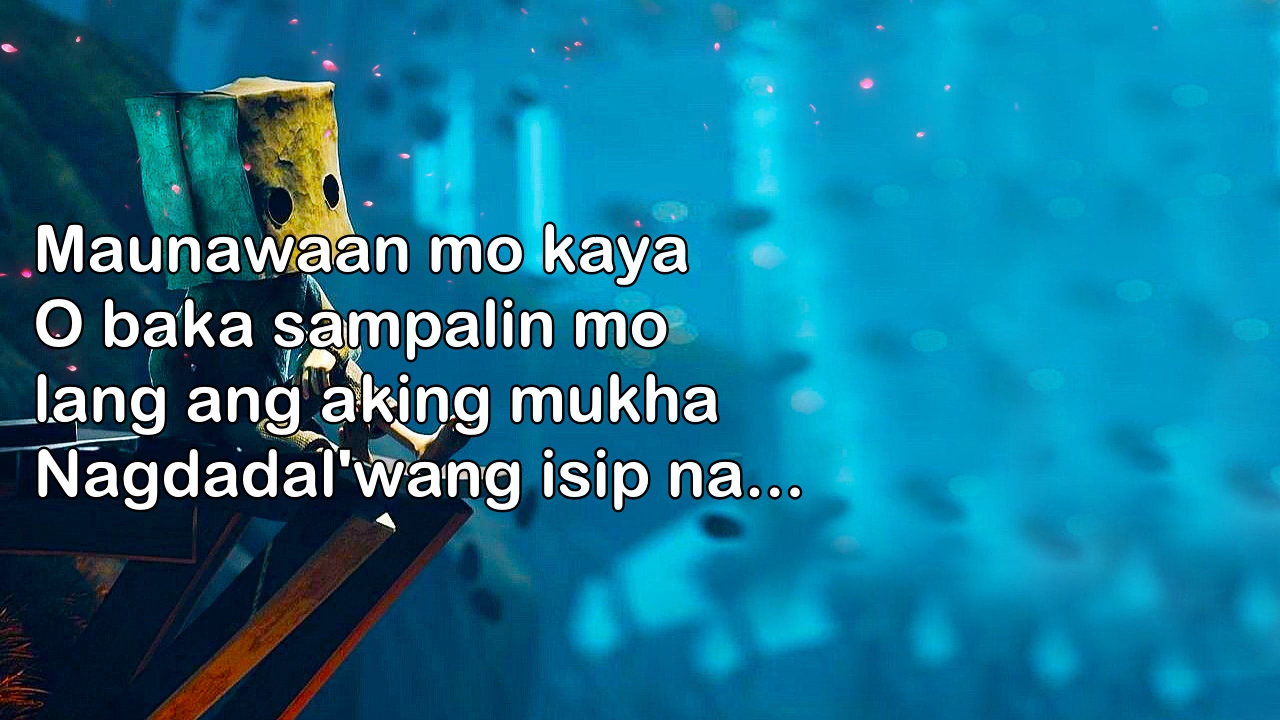 Maunawaan mo kaya
O baka sampalin mo
lang ang aking mukha
Nagdadal'wang isip na...